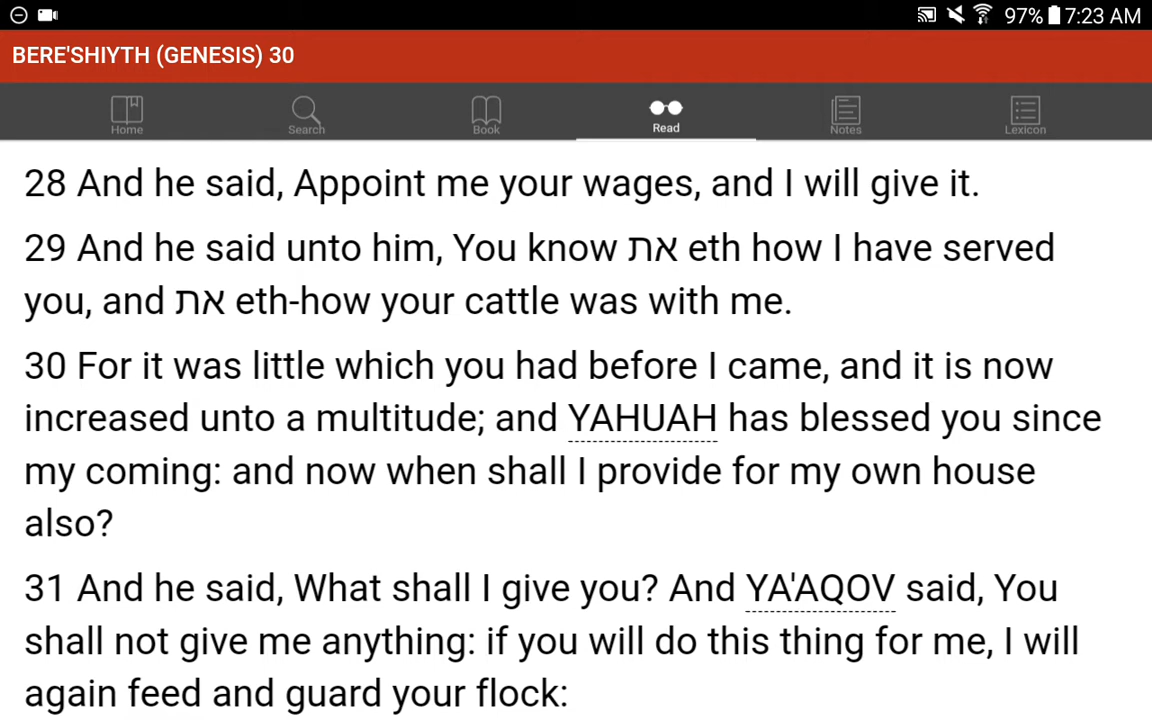 97% 7:23 AM
BERE'SHIYTH (GENESIS) 30
Home Search Book Read Notes Lexicon
28 And he said, Appoint me your wages, and I will give it.
29 And he said unto him, You know את eth how I have served
you, and את eth-how your cattle was with me.
30 For it was little which you had before I came, and it is now
increased unto a multitude; and YAHUAH has blessed you since
my coming: and now when shall I provide for my own house
also?
31 And he said, What shall I give you? And YA'AQOV said, You
shall not give me anything: if you will do this thing for me, I will
again feed and guard your flock: